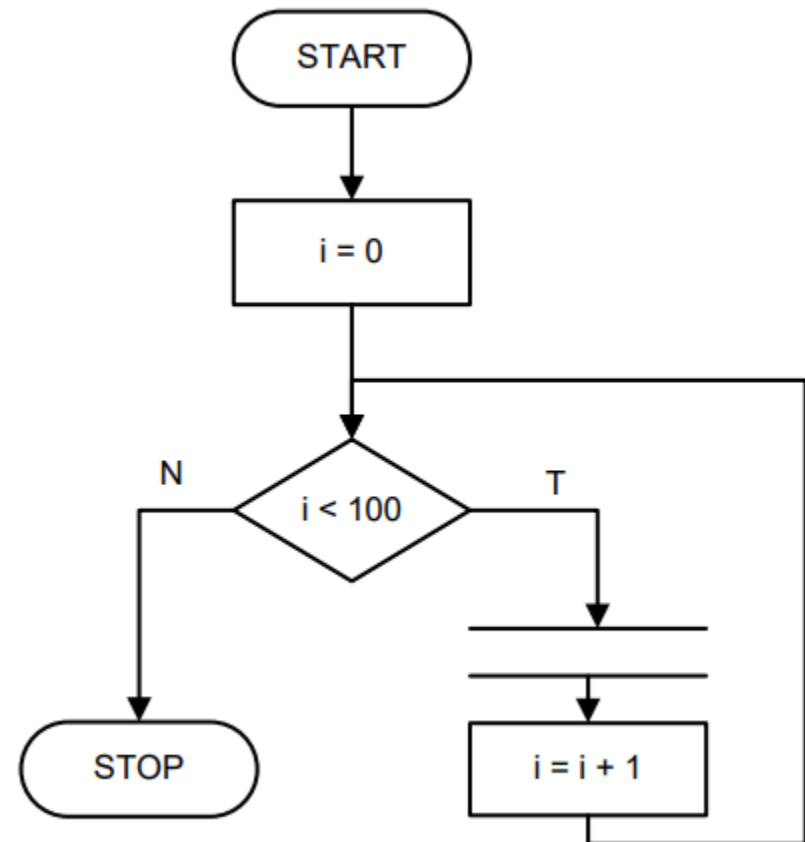 START
i = 0
N
T
i < 100
STOP
i = i + 1